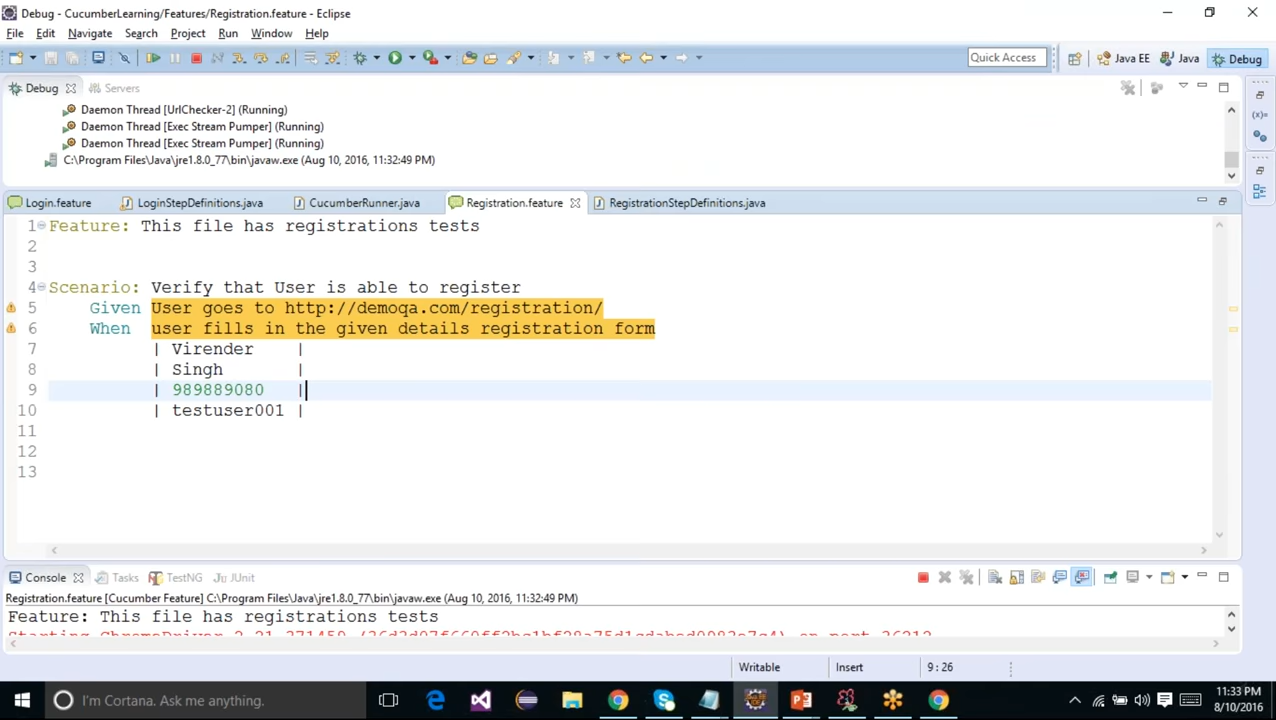 Debug - CucumberLearning/Features/Registration.feature - Eclipse
File Edit Navigate Search Project Run Window Help
Quick Access Java EE Java Debug
Debug Servers
Daemon Thread [UrlChecker-2] (Running)
Daemon Thread [Exec Stream Pumper] (Running)
Daemon Thread [Exec Stream Pumper] (Running)
C:\Program Files\Java\jre1.8.0_77\bin\javaw.exe (Aug 10, 2016, 11:32:49 PM)
(x)=
Login.feature LoginStepDefinitions.java CucumberRunner.java Registration.feature RegistrationStepDefinitions.java
1 Feature: This file has registrations tests
2
3
4 Scenario: Verify that User is able to register
5 Given User goes to http://demoqa.com/registration/
6 When user fills in the given details registration form
7 | Virender |
8 | Singh |
9 | 989889080 |
10 | testuser001 |
11
12
13
Console Tasks TestNG JUnit
Registration.feature [Cucumber Feature] C:\Program Files\Java\jre1.8.0_77\bin\javaw.exe (Aug 10, 2016, 11:32:49 PM)
Feature: This file has registrations tests
Starting ChromeDriver 2.21.371459
Writable Insert 9 : 26
I'm Cortana. Ask me anything.
11:33 PM
8/10/2016